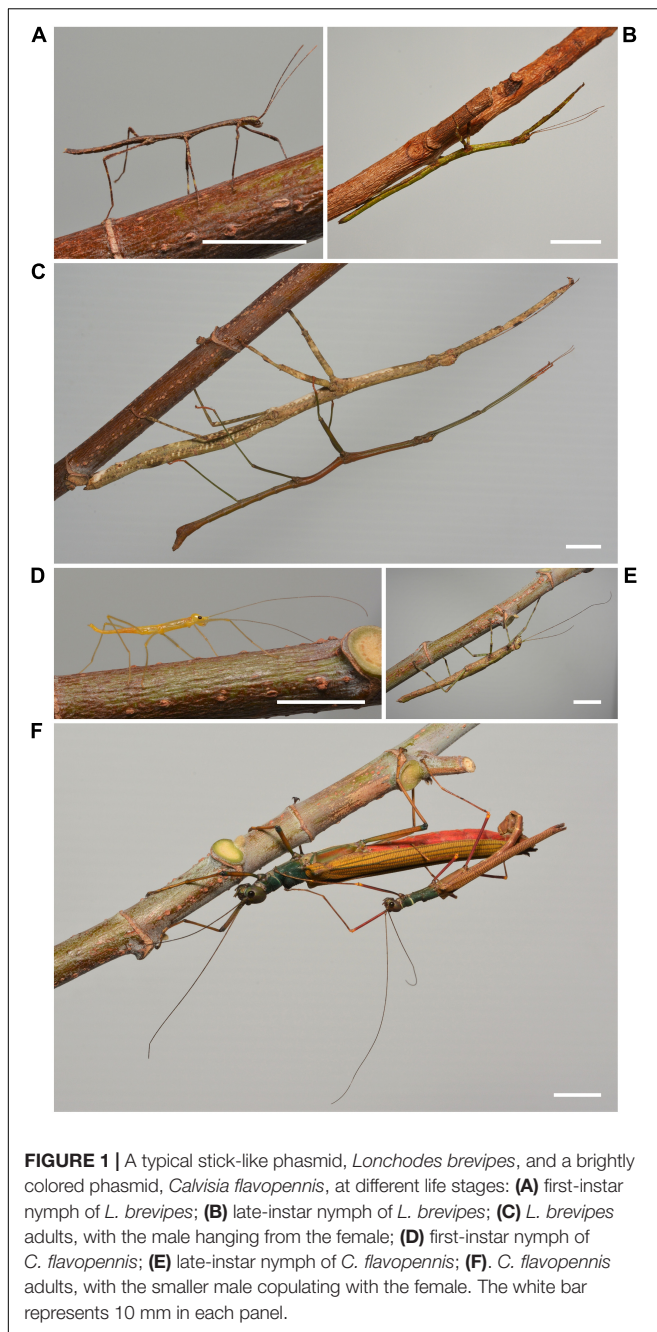 A
B
C
D
E
F
FIGURE 1 | A typical stick-like phasmid, Lonchodes brevipes, and a brightly
colored phasmid, Calvisia flavopennis, at different life stages: (A) first-instar
nymph of L. brevipes; (B) late-instar nymph of L. brevipes; (C) L. brevipes
adults, with the male hanging from the female; (D) first-instar nymph of
C. flavopennis; (E) late-instar nymph of C. flavopennis; (F). C. flavopennis
adults, with the smaller male copulating with the female. The white bar
represents 10 mm in each panel.